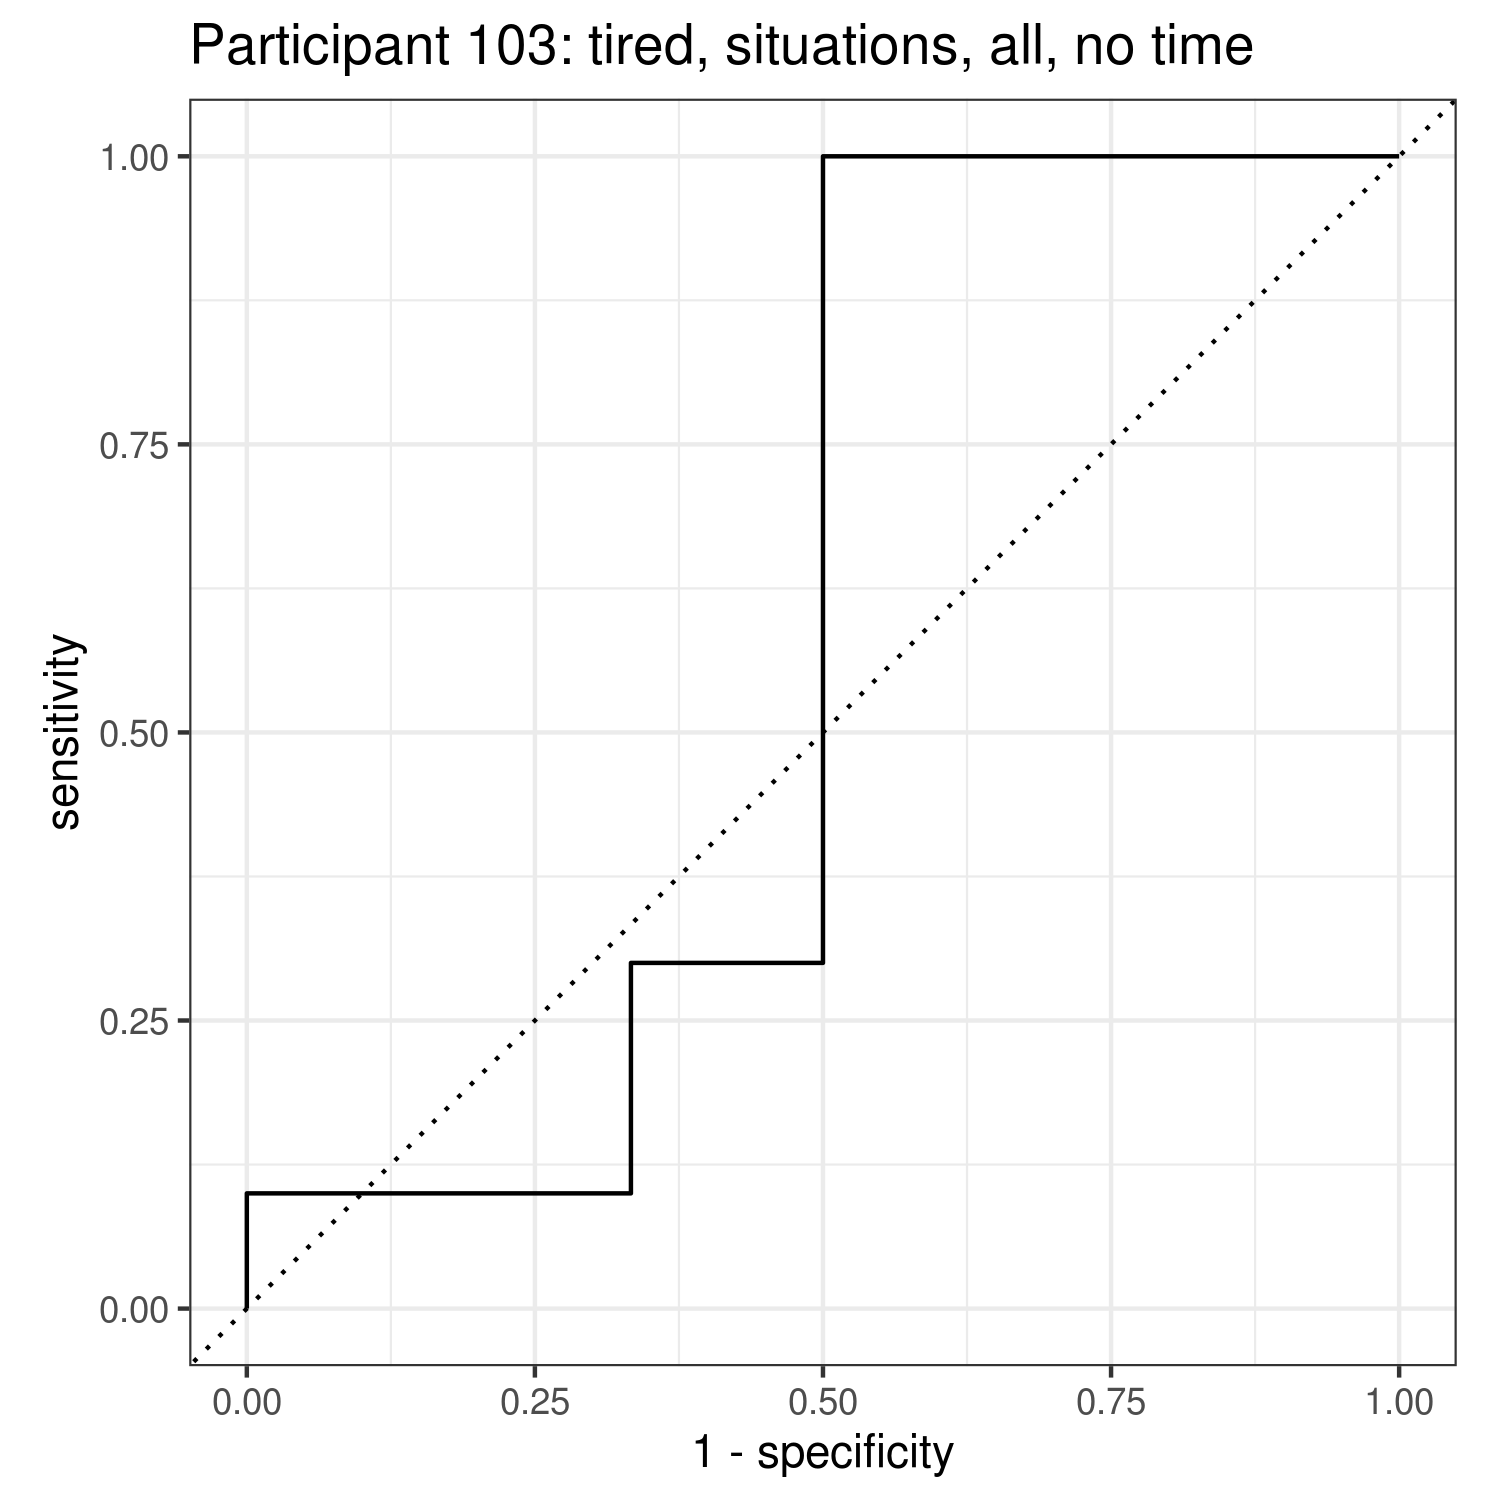 Participant 103: tired, situations, all, no time
1.00
0.75
0.50
0.25
0.00
sensitivity
0.00 0.25 0.50 0.75 1.00
1 - specificity